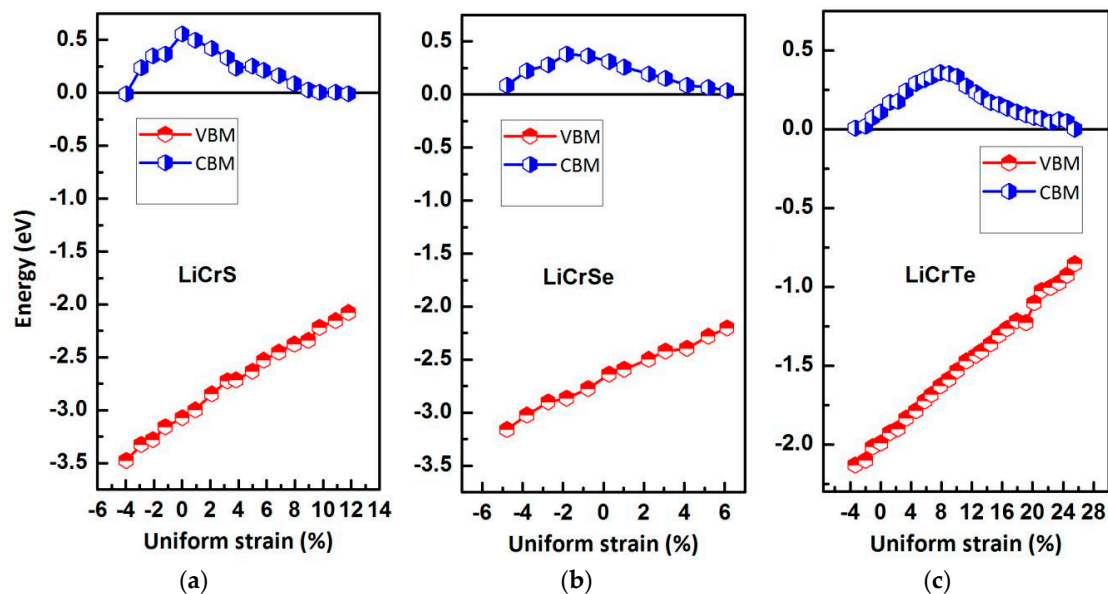 Energy (eV)
0.5
0.0
-0.5
-1.0
-1.5
-2.0
-2.5
-3.0
-3.5
VBM
CBM
LiCrS
-6 -4 -2 0 2 4 6 8 10 12 14
Uniform strain (%)
(a)
0.5
0.0
-0.5
-1.0
-1.5
-2.0
-2.5
-3.0
-3.5
VBM
CBM
LiCrSe
-6 -4 -2 0 2 4 6
Uniform strain (%)
(b)
0.5
0.0
-0.5
-1.0
-1.5
-2.0
VBM
CBM
LiCrTe
-4 0 4 8 12 16 20 24 28
Uniform strain (%)
(c)